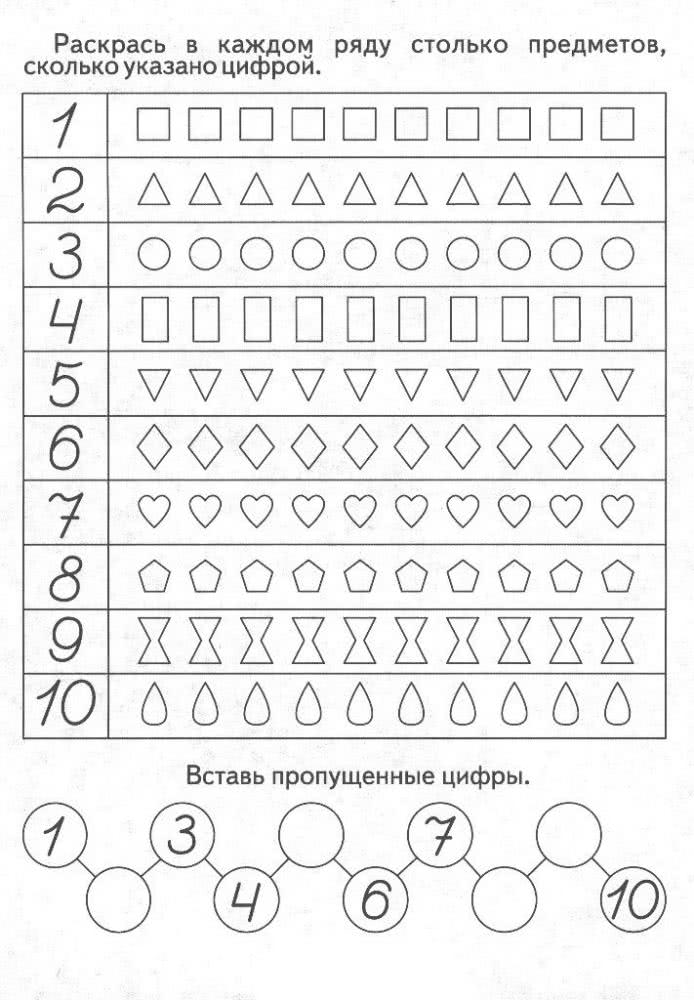 Раскрась в каждом ряду столько предметов,
сколько указано цифрой.
1
2
3
4
5
6
7
8
9
10
Вставь пропущенные цифры.
1 3 7
4 6 10